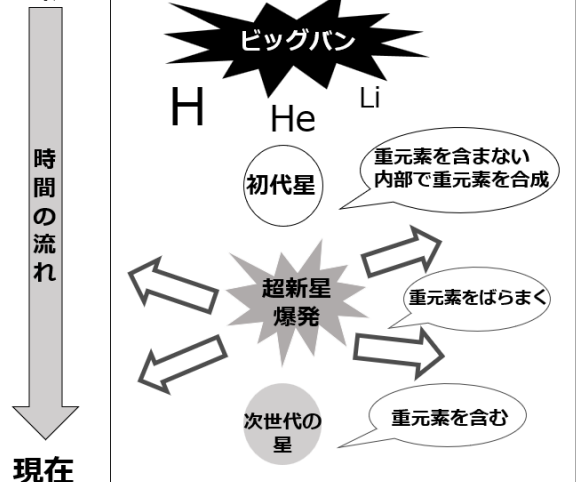 ビッグバン
H
He
Li
時間の流れ
初代星
重元素を含まない
内部で重元素を合成
超新星
爆発
重元素をばらまく
次世代の
星
重元素を含む
現在